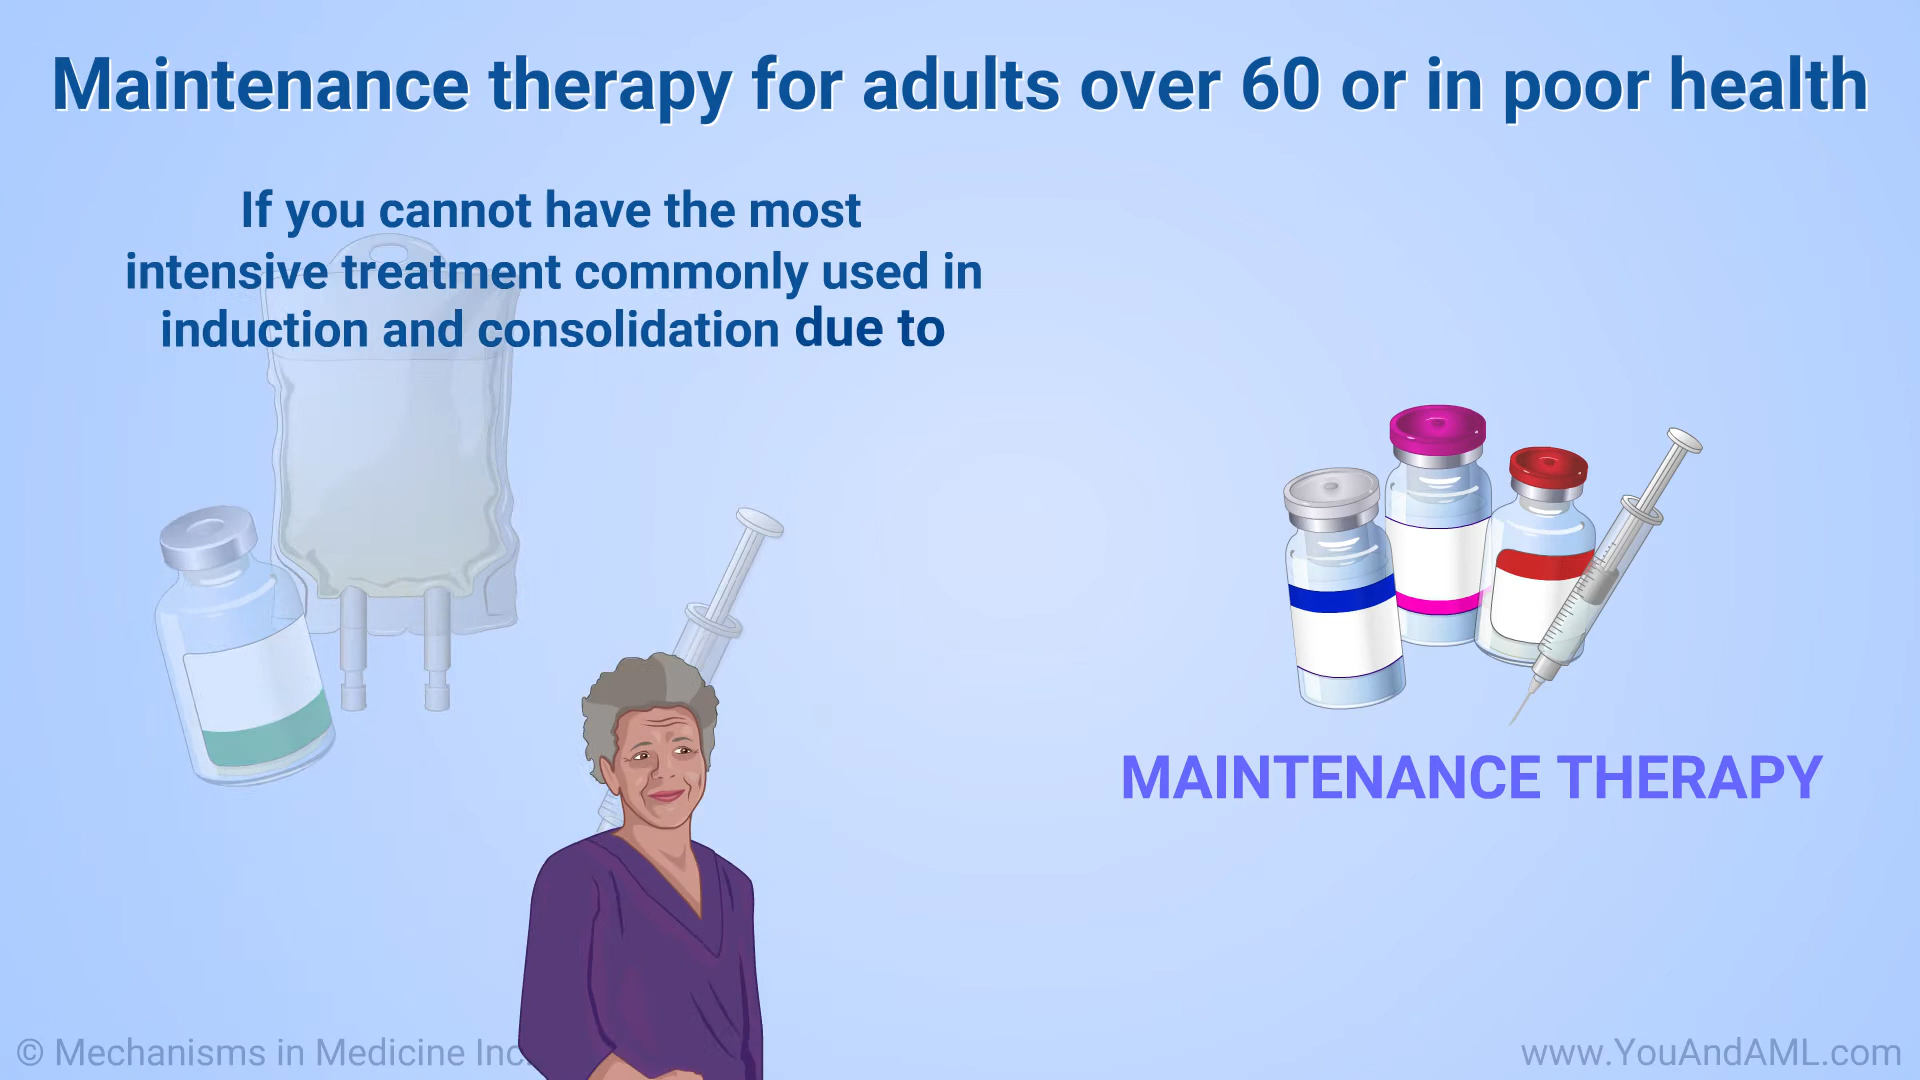 Maintenance therapy for adults over 60 or in poor health
If you cannot have the most
intensive treatment commonly used in
induction and consolidation due to
MAINTENANCE THERAPY
© Mechanisms in Medicine Inc.
www.YouAndAML.com